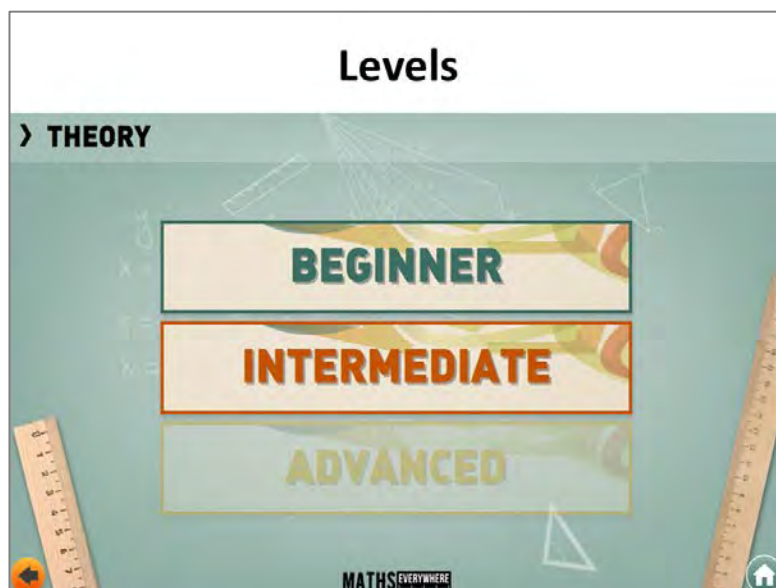 Levels
❯ THEORY
BEGINNER
INTERMEDIATE
ADVANCED
MATHS EVERYWHERE